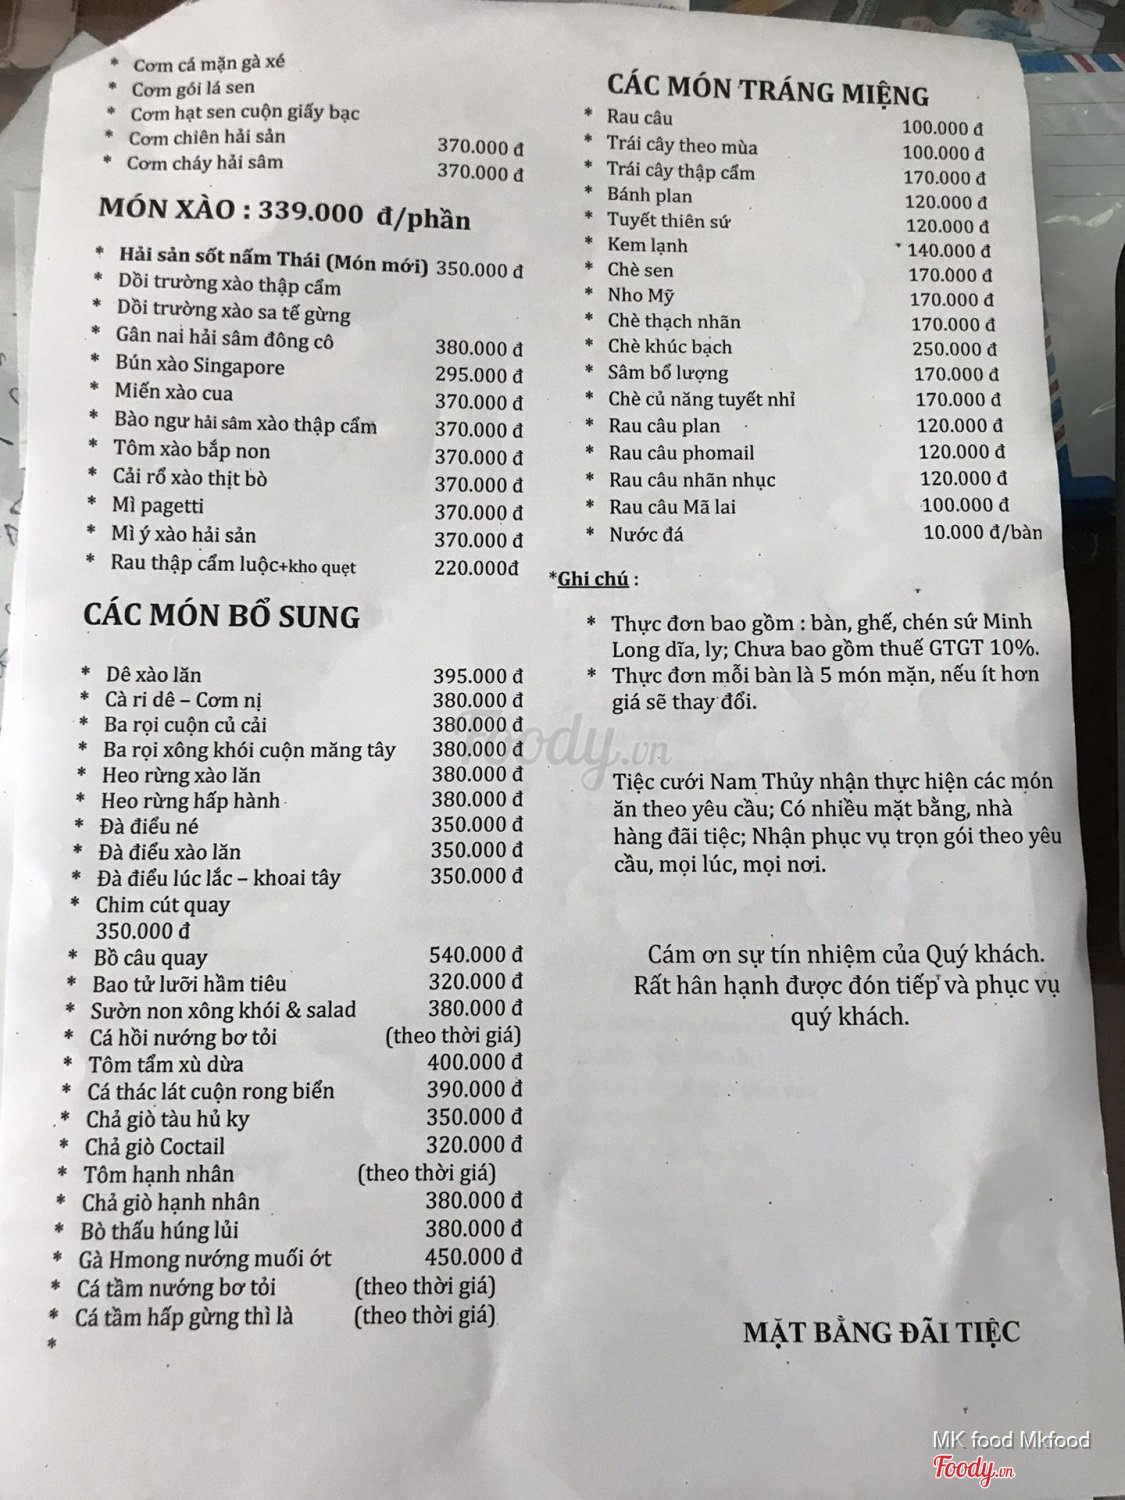 * Cơm cá mặn gà xé
* Cơm gói lá sen
* Cơm hạt sen cuộn giấy bạc
* Cơm chiên hải sản 370.000 đ
* Cơm cháy hải sâm 370.000 đ
MÓN XÀO : 339.000 đ/phần
* Hải sản sốt nấm Thái (Món mới) 350.000 đ
* Dồi trường xào thập cẩm
* Dồi trường xào sa tế gừng
* Gân nai hải sâm đông cô 380.000 đ
* Bún xào Singapore 295.000 đ
* Miến xào cua 370.000 đ
* Bào ngư hải sâm xào thập cẩm 370.000 đ
* Tôm xào bắp non 370.000 đ
* Cải rổ xào thịt bò 370.000 đ
* Mì pagetti 370.000 đ
* Mì ý xào hải sản 370.000 đ
* Rau thập cẩm luộc+kho quẹt 220.000đ
CÁC MÓN BỔ SUNG
* Dê xào lăn 395.000 đ
* Cà ri dê – Cơm nị 380.000 đ
* Ba rọi cuộn củ cải 380.000 đ
* Ba rọi xông khói cuộn măng tây 380.000 đ
* Heo rừng xào lăn 380.000 đ
* Heo rừng hấp hành 380.000 đ
* Đà điểu né 350.000 đ
* Đà điểu xào lăn 350.000 đ
* Đà điểu lúc lắc – khoai tây 350.000 đ
* Chim cút quay
350.000 đ
* Bồ câu quay 540.000 đ
* Bao tử lưỡi hầm tiêu 320.000 đ
* Sườn non xông khói & salad 380.000 đ
* Cá hồi nướng bơ tỏi (theo thời giá)
* Tôm tẩm xù dừa 400.000 đ
* Cá thác lát cuộn rong biển 390.000 đ
* Chả giò tàu hủ ky 350.000 đ
* Chả giò Coctail 320.000 đ
* Tôm hạnh nhân (theo thời giá)
* Chả giò hạnh nhân 380.000 đ
* Bò thấu húng lủi 380.000 đ
* Gà Hmong nướng muối ớt 450.000 đ
* Cá tầm nướng bơ tỏi (theo thời giá)
* Cá tầm hấp gừng thì là (theo thời giá)
*
CÁC MÓN TRÁNG MIỆNG
* Rau câu 100.000 đ
* Trái cây theo mùa 100.000 đ
* Trái cây thập cẩm 170.000 đ
* Bánh plan 120.000 đ
* Tuyết thiên sứ 120.000 đ
* Kem lạnh 140.000 đ
* Chè sen 170.000 đ
* Nho Mỹ 170.000 đ
* Chè thạch nhãn 170.000 đ
* Chè khúc bạch 250.000 đ
* Sâm bổ lượng 170.000 đ
* Chè củ năng tuyết nhỉ 170.000 đ
* Rau câu plan 120.000 đ
* Rau câu phomail 120.000 đ
* Rau câu nhãn nhục 120.000 đ
* Rau câu Mã lai 100.000 đ
* Nước đá 10.000 đ/bàn
*Ghi chú :
* Thực đơn bao gồm : bàn, ghế, chén sứ Minh
Long dĩa, ly; Chưa bao gồm thuế GTGT 10%.
* Thực đơn mỗi bàn là 5 món mặn, nếu ít hơn
giá sẽ thay đổi.
Tiệc cưới Nam Thủy nhận thực hiện các món
ăn theo yêu cầu; Có nhiều mặt bằng, nhà
hàng đãi tiệc; Nhận phục vụ trọn gói theo yêu
cầu, mọi lúc, mọi nơi.
Cám ơn sự tín nhiệm của Quý khách.
Rất hân hạnh được đón tiếp và phục vụ
quý khách.
MẶT BẰNG ĐÃI TIỆC
Foody.vn
MK food Mkfood
Foody.vn